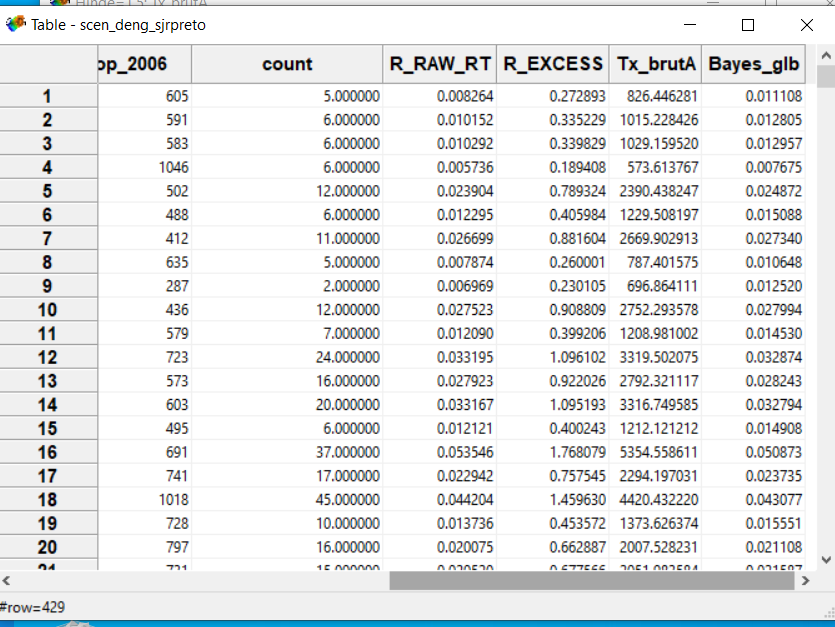 Table - scen_deng_sjrpreto
op_2006 count R_RAW_RT R_EXCESS Tx_brutA Bayes_glb
1 605 5.000000 0.008264 0.272893 826.446281 0.011108
2 591 6.000000 0.010152 0.335229 1015.228426 0.012805
3 583 6.000000 0.010292 0.339829 1029.159520 0.012957
4 1046 6.000000 0.005736 0.189408 573.613767 0.007675
5 502 12.000000 0.023904 0.789324 2390.438247 0.024872
6 488 6.000000 0.012295 0.405984 1229.508197 0.015088
7 412 11.000000 0.026699 0.881604 2669.902913 0.027340
8 635 5.000000 0.007874 0.260001 787.401575 0.010648
9 287 2.000000 0.006969 0.230105 696.864111 0.012520
10 436 12.000000 0.027523 0.908809 2752.293578 0.027994
11 579 7.000000 0.012090 0.399206 1208.981002 0.014530
12 723 24.000000 0.033195 1.096102 3319.502075 0.032874
13 573 16.000000 0.027923 0.922026 2792.321117 0.028243
14 603 20.000000 0.033167 1.095193 3316.749585 0.032794
15 495 6.000000 0.012121 0.400243 1212.121212 0.014908
16 691 37.000000 0.053546 1.768079 5354.558611 0.050873
17 741 17.000000 0.022942 0.757545 2294.197031 0.023735
18 1018 45.000000 0.044204 1.459630 4420.432220 0.043077
19 728 10.000000 0.013736 0.453572 1373.626374 0.015551
20 797 16.000000 0.020075 0.662887 2007.528231 0.021108
#row=429